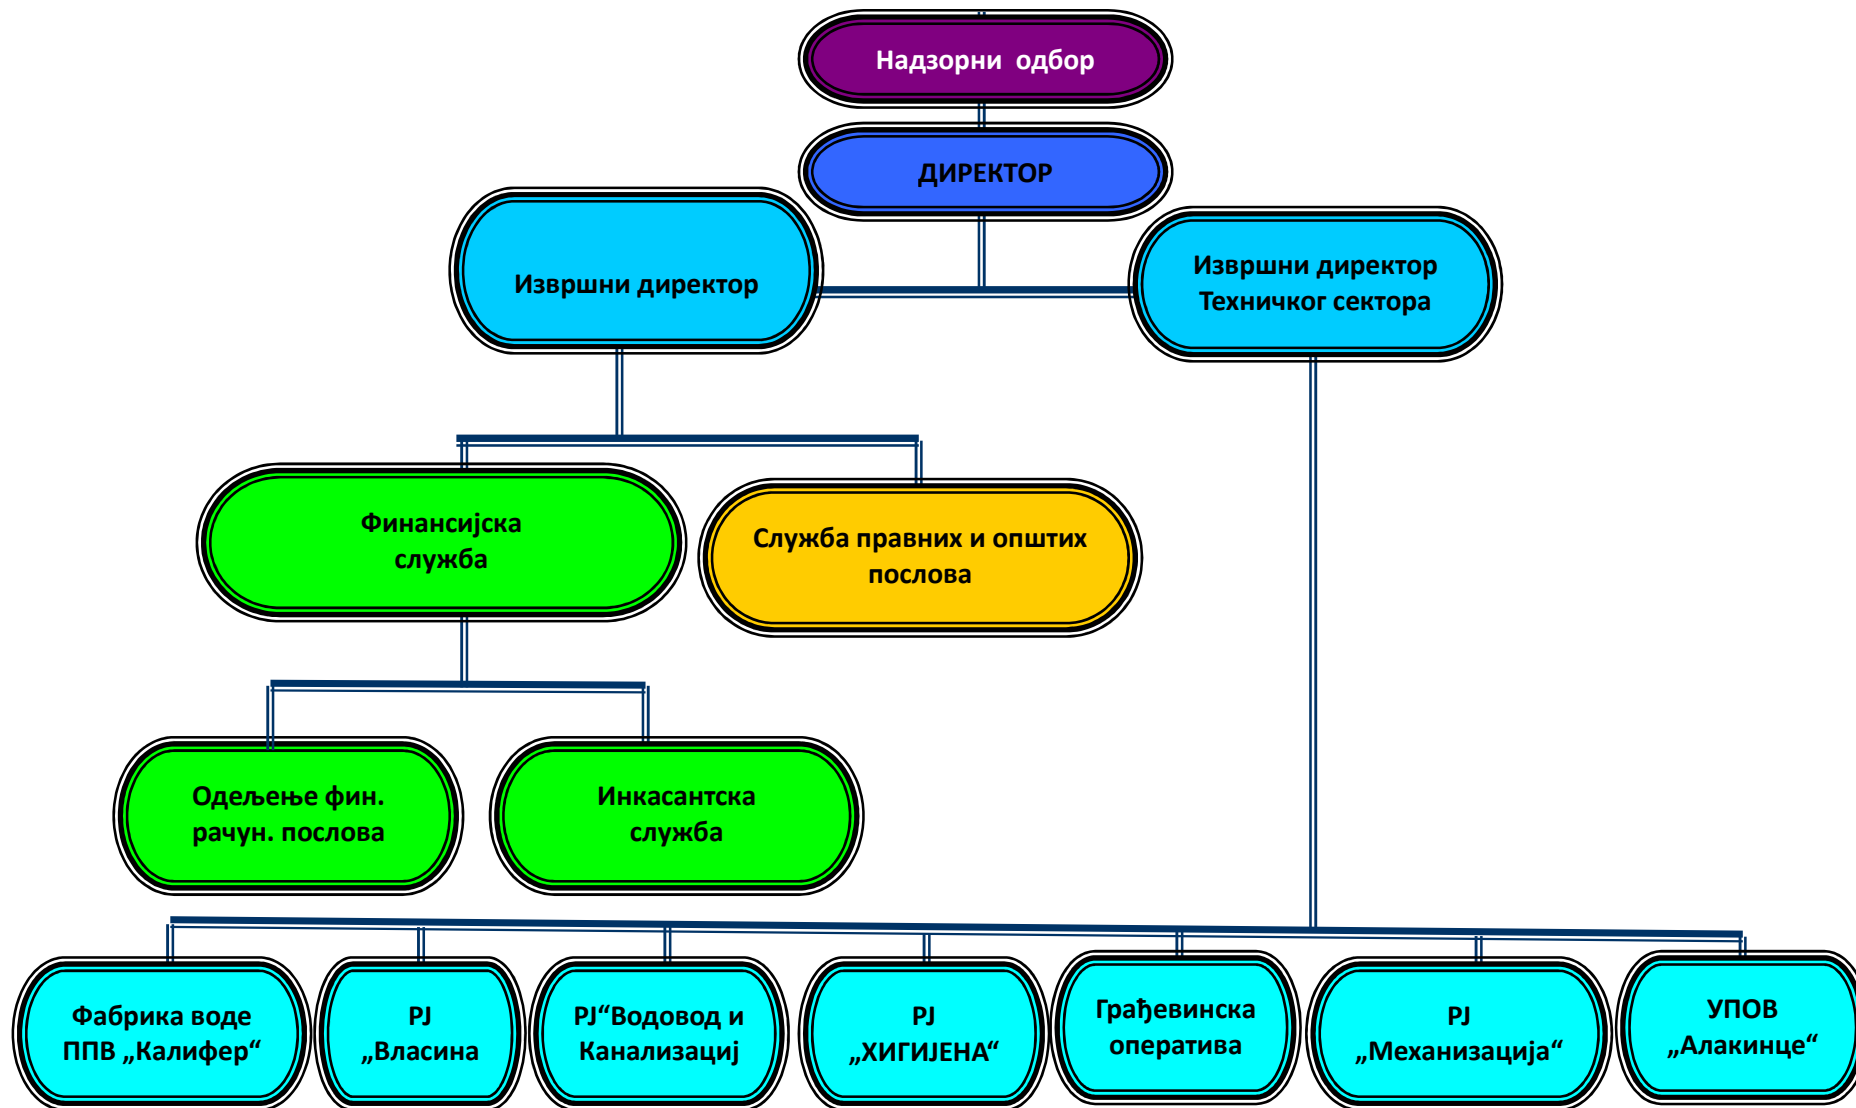 Надзорни одбор
ДИРЕКТОР
Извршни директор
Извршни директор
Техничког сектора
Финансијска
служба
Служба правних и општих
послова
Одељење фин.
рачун. послова
Инкасантска
служба
Фабрика воде
ППВ „Калифер“
РЈ
„Власина
РЈ“Водовод и
Канализациј
РЈ
„ХИГИЈЕНА“
Грађевинска
оператива
РЈ
„Механизација“
УПОВ
„Алакинце“